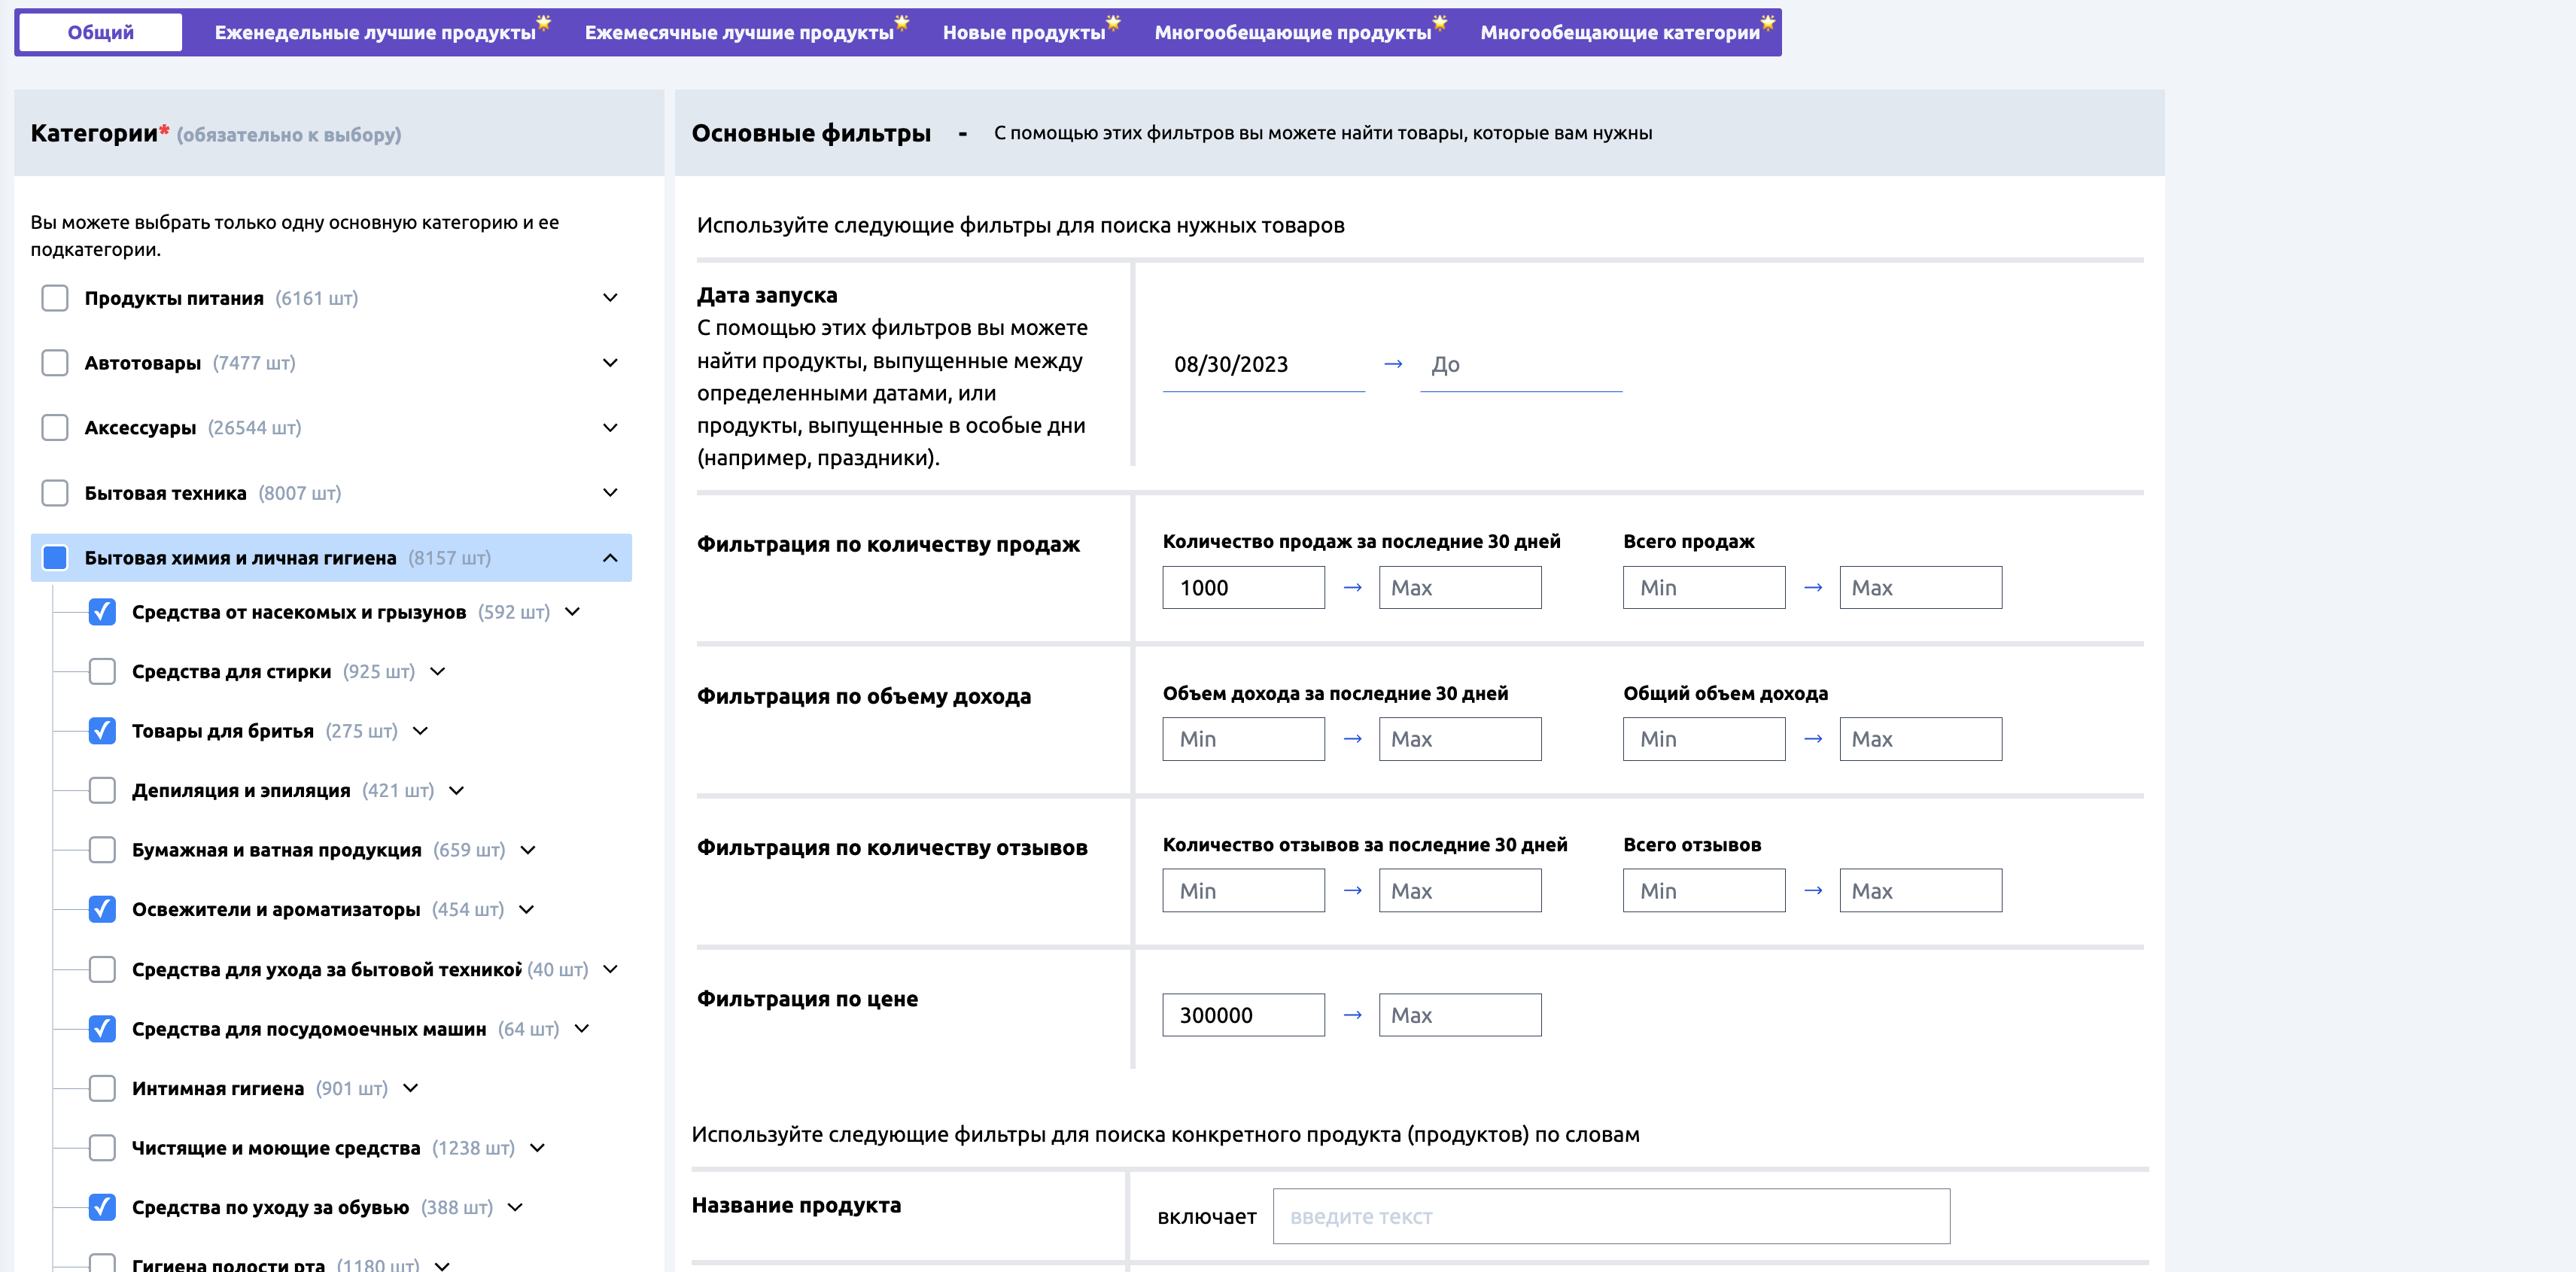 Общий
Еженедельные лучшие продукты
Ежемесячные лучшие продукты
Новые продукты
Многообещающие продукты
Многообещающие категории
Категории* (обязательно к выбору)
Вы можете выбрать только одну основную категорию и ее
подкатегории.
Продукты питания (6161 шт)
Автотовары (7477 шт)
Аксессуары (26544 шт)
Бытовая техника (8007 шт)
Бытовая химия и личная гигиена (8157 шт)
Средства от насекомых и грызунов (592 шт)
Средства для стирки (925 шт)
Товары для бритья (275 шт)
Депиляция и эпиляция (421 шт)
Бумажная и ватная продукция (659 шт)
Освежители и ароматизаторы (454 шт)
Средства для ухода за бытовой техникой (40 шт)
Средства для посудомоечных машин (64 шт)
Интимная гигиена (901 шт)
Чистящие и моющие средства (1238 шт)
Средства по уходу за обувью (388 шт)
Гигиена полости рта (1180 шт)
Основные фильтры - С помощью этих фильтров вы можете найти товары, которые вам нужны
Используйте следующие фильтры для поиска нужных товаров
Дата запуска
С помощью этих фильтров вы можете
найти продукты, выпущенные между
определенными датами, или
продукты, выпущенные в особые дни
(например, праздники).
08/30/2023 → До
Фильтрация по количеству продаж
Количество продаж за последние 30 дней
1000 → Max
Всего продаж
Min → Max
Фильтрация по объему дохода
Объем дохода за последние 30 дней
Min → Max
Общий объем дохода
Min → Max
Фильтрация по количеству отзывов
Количество отзывов за последние 30 дней
Min → Max
Всего отзывов
Min → Max
Фильтрация по цене
300000 → Max
Используйте следующие фильтры для поиска конкретного продукта (продуктов) по словам
Название продукта
включает введите текст